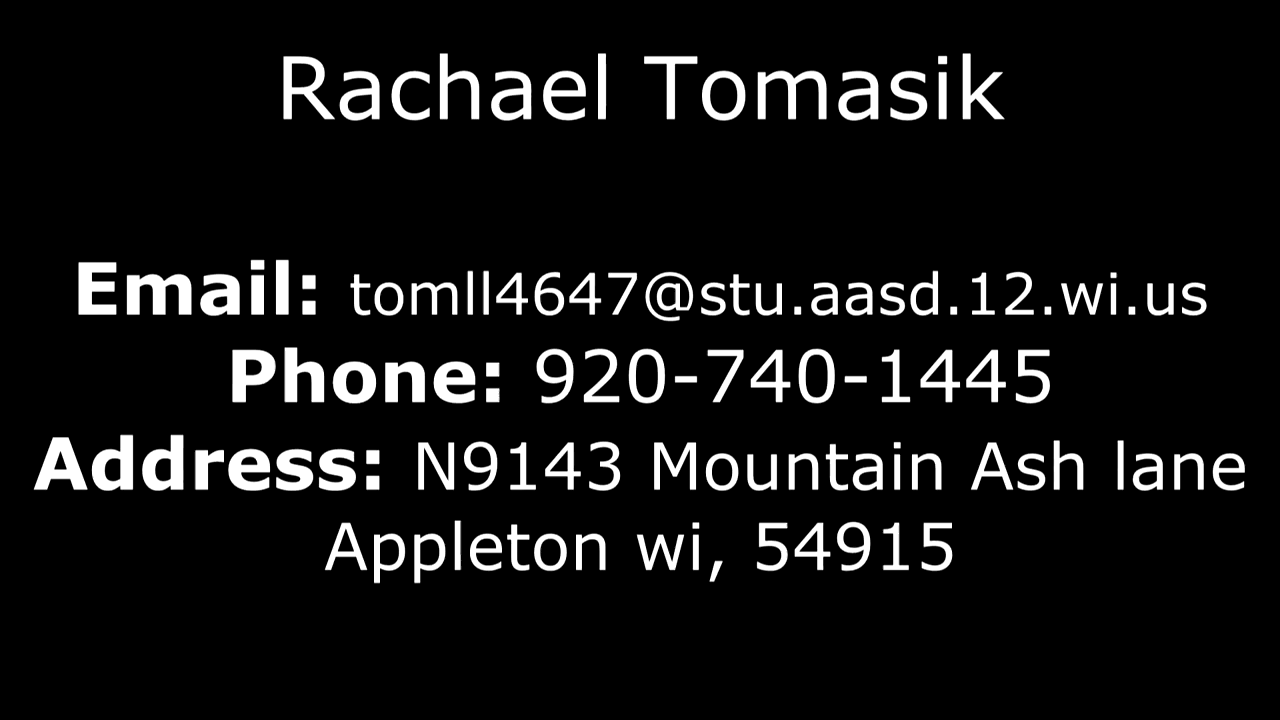 Rachael Tomasik
Email: tomll4647@stu.aasd.12.wi.us
Phone: 920-740-1445
Address: N9143 Mountain Ash lane
Appleton wi, 54915